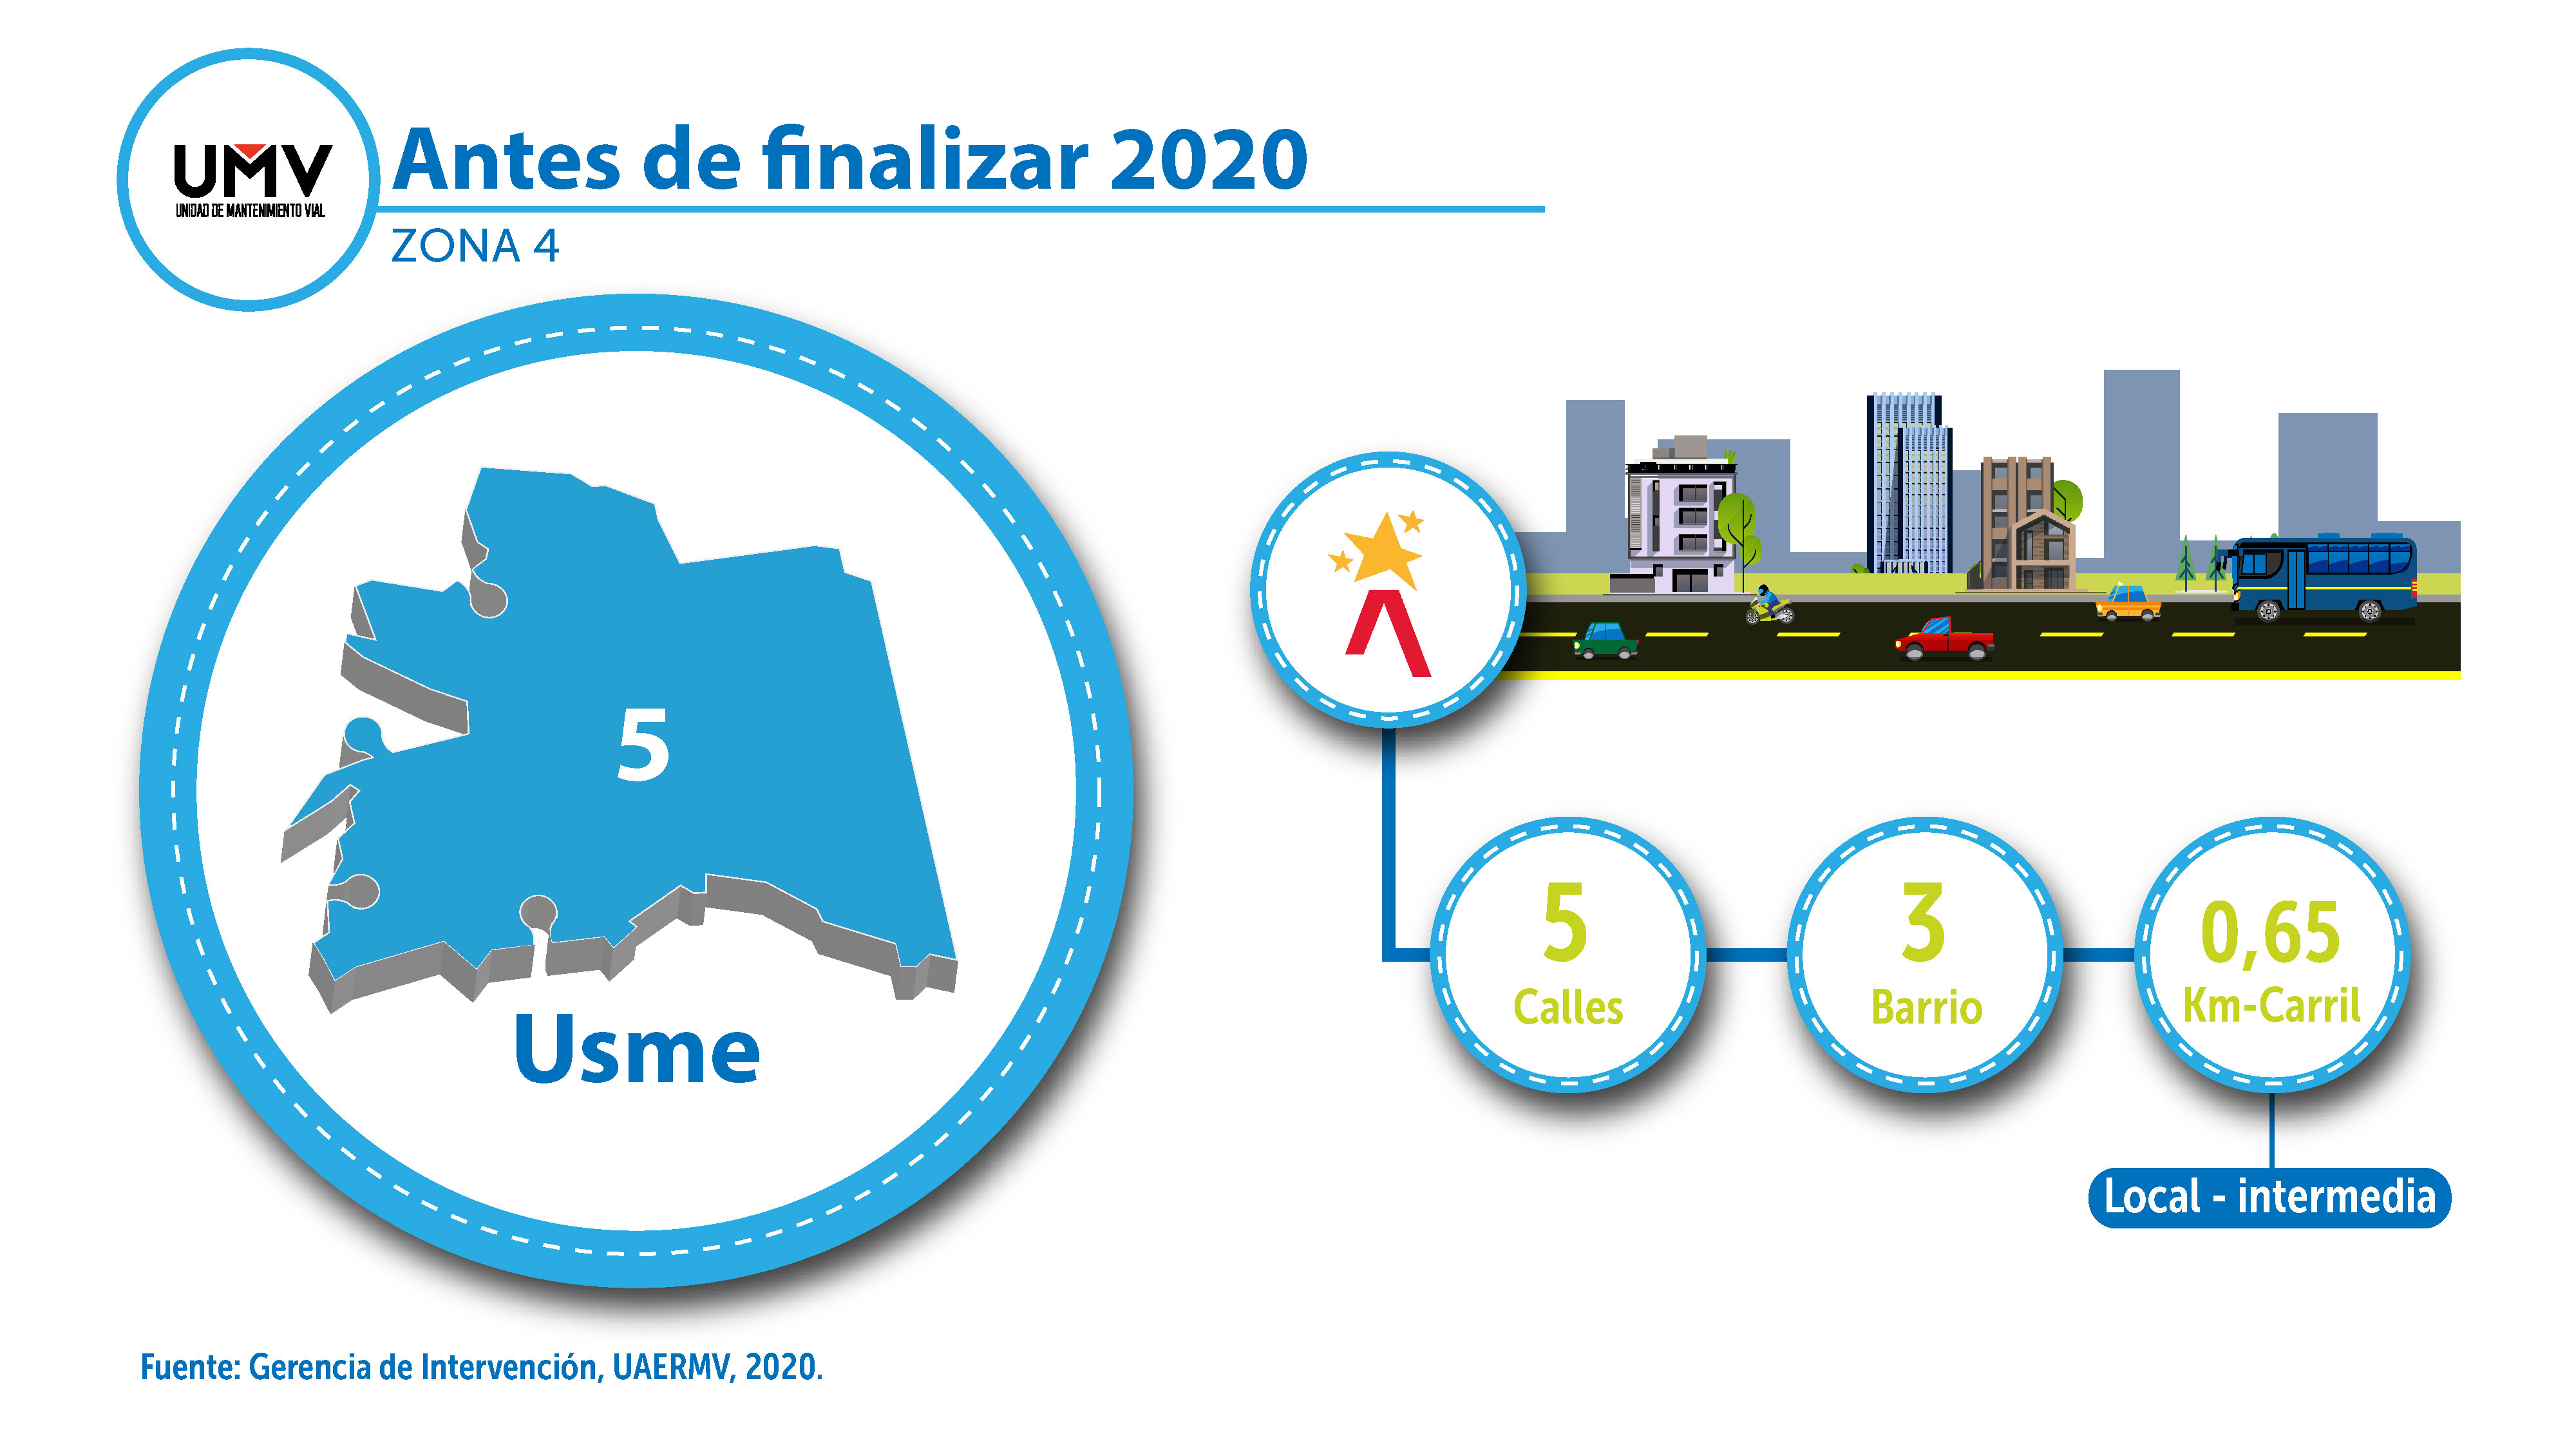 UMV
UNIDAD DE MANTENIMIENTO VIAL
Antes de finalizar 2020
ZONA 4
5
Usme
5
Calles
3
Barrio
0,65
Km-Carril
Local - intermedia
Fuente: Gerencia de Intervención, UAERMV, 2020.